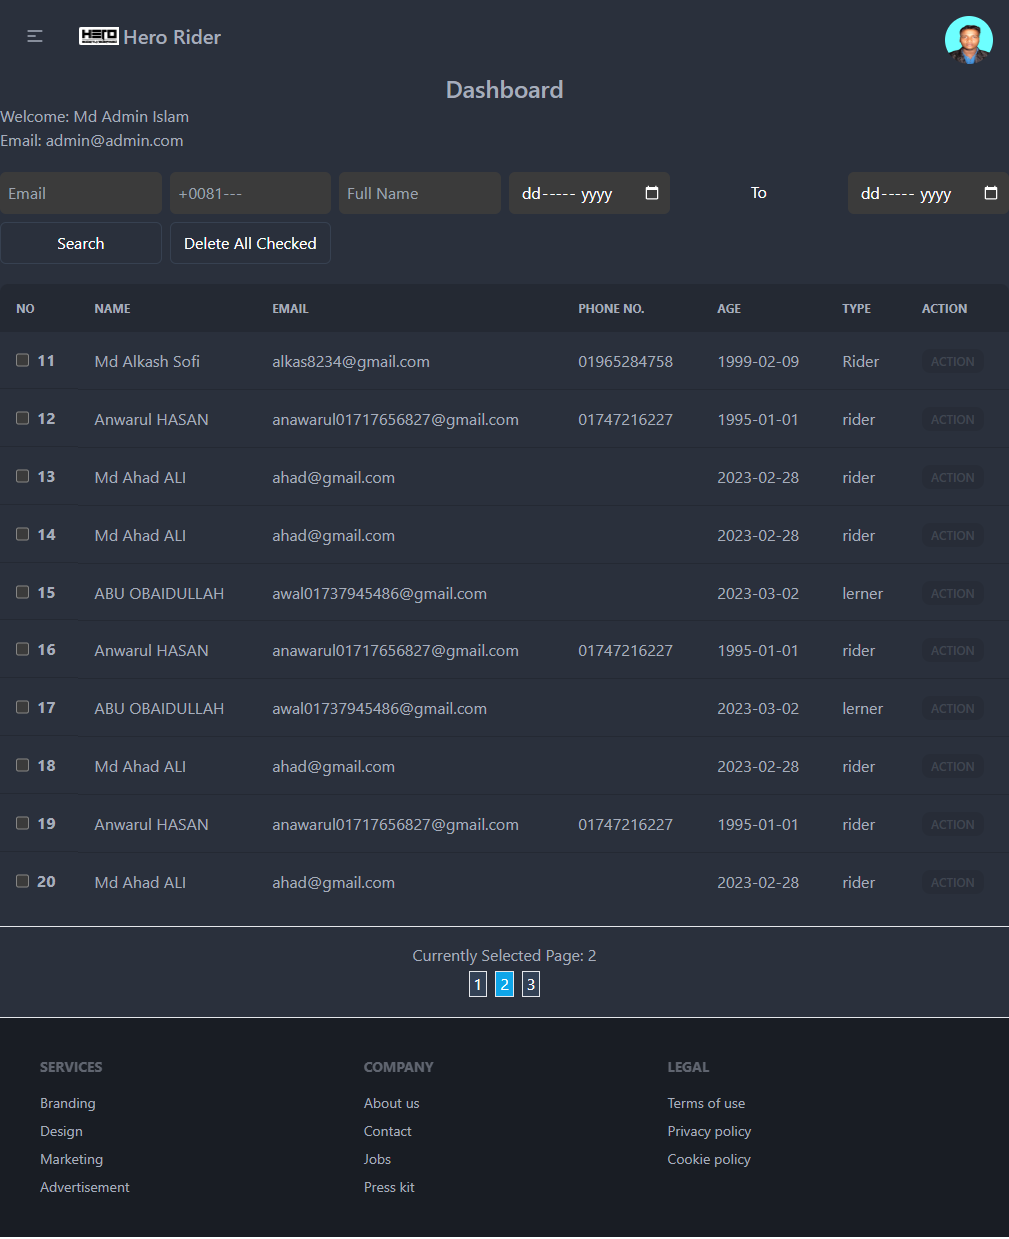 HERO Hero Rider
Dashboard
Welcome: Md Admin Islam
Email: admin@admin.com
Email +0081--- Full Name dd----- yyyy To dd----- yyyy
Search Delete All Checked
NO NAME EMAIL PHONE NO. AGE TYPE ACTION
11 Md Alkash Sofi alkas8234@gmail.com 01965284758 1999-02-09 Rider ACTION
12 Anwarul HASAN anawarul01717656827@gmail.com 01747216227 1995-01-01 rider ACTION
13 Md Ahad ALI ahad@gmail.com 2023-02-28 rider ACTION
14 Md Ahad ALI ahad@gmail.com 2023-02-28 rider ACTION
15 ABU OBAIDULLAH awal01737945486@gmail.com 2023-03-02 lerner ACTION
16 Anwarul HASAN anawarul01717656827@gmail.com 01747216227 1995-01-01 rider ACTION
17 ABU OBAIDULLAH awal01737945486@gmail.com 2023-03-02 lerner ACTION
18 Md Ahad ALI ahad@gmail.com 2023-02-28 rider ACTION
19 Anwarul HASAN anawarul01717656827@gmail.com 01747216227 1995-01-01 rider ACTION
20 Md Ahad ALI ahad@gmail.com 2023-02-28 rider ACTION
Currently Selected Page: 2
1 2 3
SERVICES COMPANY LEGAL
Branding About us Terms of use
Design Contact Privacy policy
Marketing Jobs Cookie policy
Advertisement Press kit